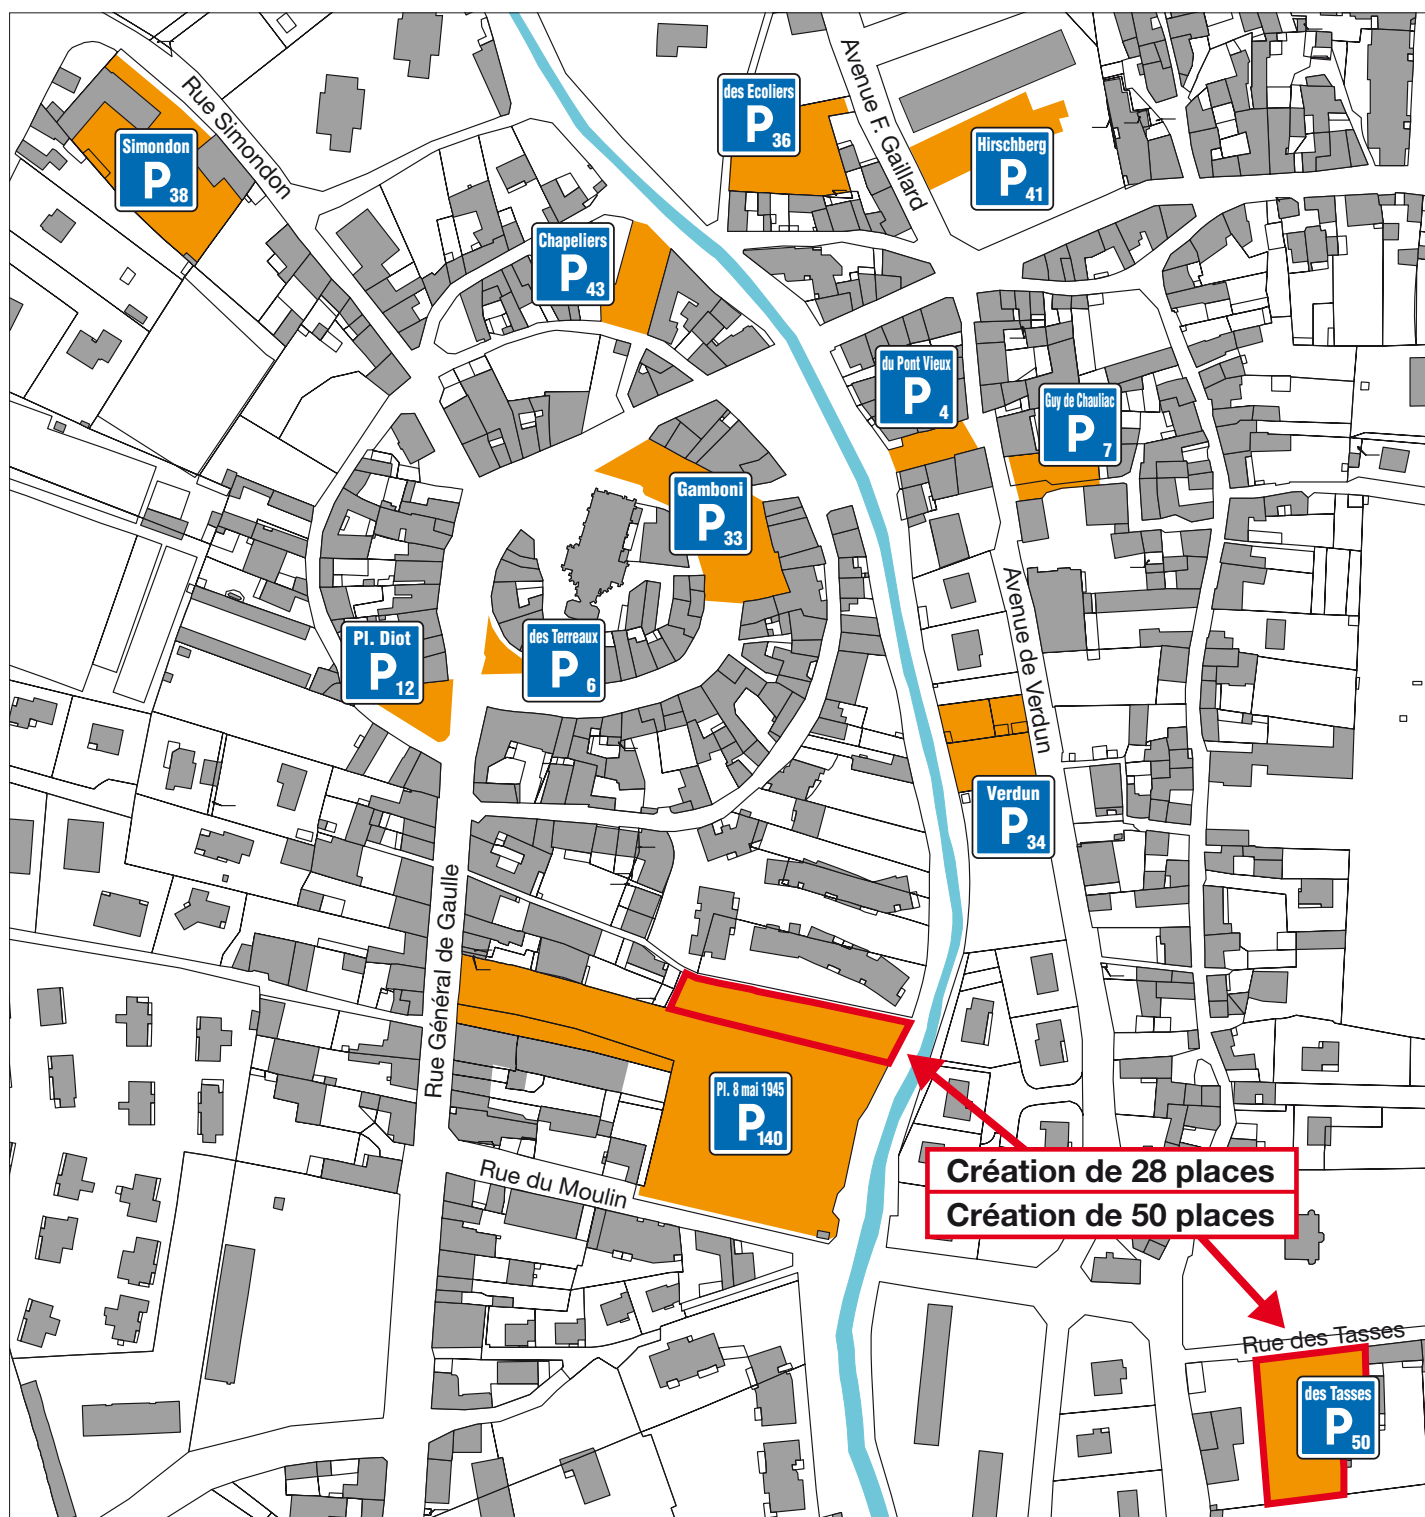 Rue Simondon
Simondon
P 38
des Ecoliers
P 36
Avenue F. Gaillard
Hirschberg
P 41
Chapeliers
P 43
du Pont Vieux
P 4
Guy de Chauliac
P 7
Gamboni
P 33
Pl. Diot
P 12
des Terreaux
P 6
Avenue de Verdun
Verdun
P 34
Rue Général de Gaulle
Pl. 8 mai 1945
P 140
Rue du Moulin
Création de 28 places
Création de 50 places
Rue des Tasses
des Tasses
P 50